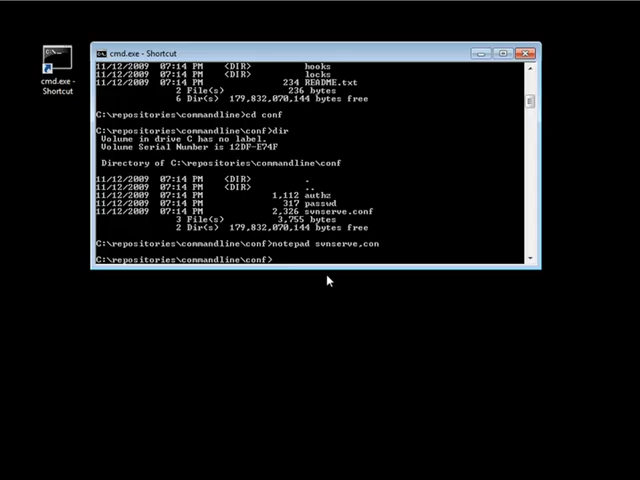 cmd.exe -
Shortcut
cmd.exe - Shortcut
11/12/2009 07:14 PM <DIR> hooks
11/12/2009 07:14 PM <DIR> locks
11/12/2009 07:14 PM 234 README.txt
2 File(s) 236 bytes
6 Dir(s) 179,832,070,144 bytes free
C:\repositories\commandline>cd conf
C:\repositories\commandline\conf>dir
Volume in drive C has no label.
Volume Serial Number is 12DF-E74F
Directory of C:\repositories\commandline\conf
11/12/2009 07:14 PM <DIR> .
11/12/2009 07:14 PM <DIR> ..
11/12/2009 07:14 PM 1,112 authz
11/12/2009 07:14 PM 317 passwd
11/12/2009 07:14 PM 2,326 svnserve.conf
3 File(s) 3,755 bytes
2 Dir(s) 179,832,070,144 bytes free
C:\repositories\commandline\conf>notepad svnserve,con
C:\repositories\commandline\conf>